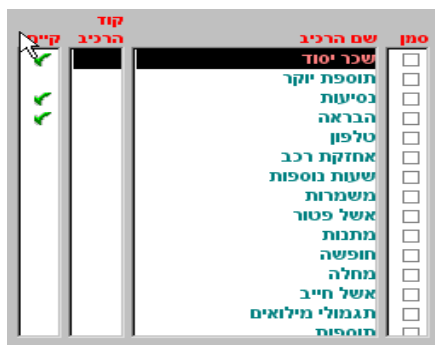 סמן שם הרכיב קוד הרכיב קיים
שכר יסוד
תוספת יוקר
נסיעות
הבראה
טלפון
אחזקת רכב
שעות נוספות
משמרות
אשל פטור
מתנות
חופשה
מחלה
אשל חייב
תגמולי מילואים
תוספות